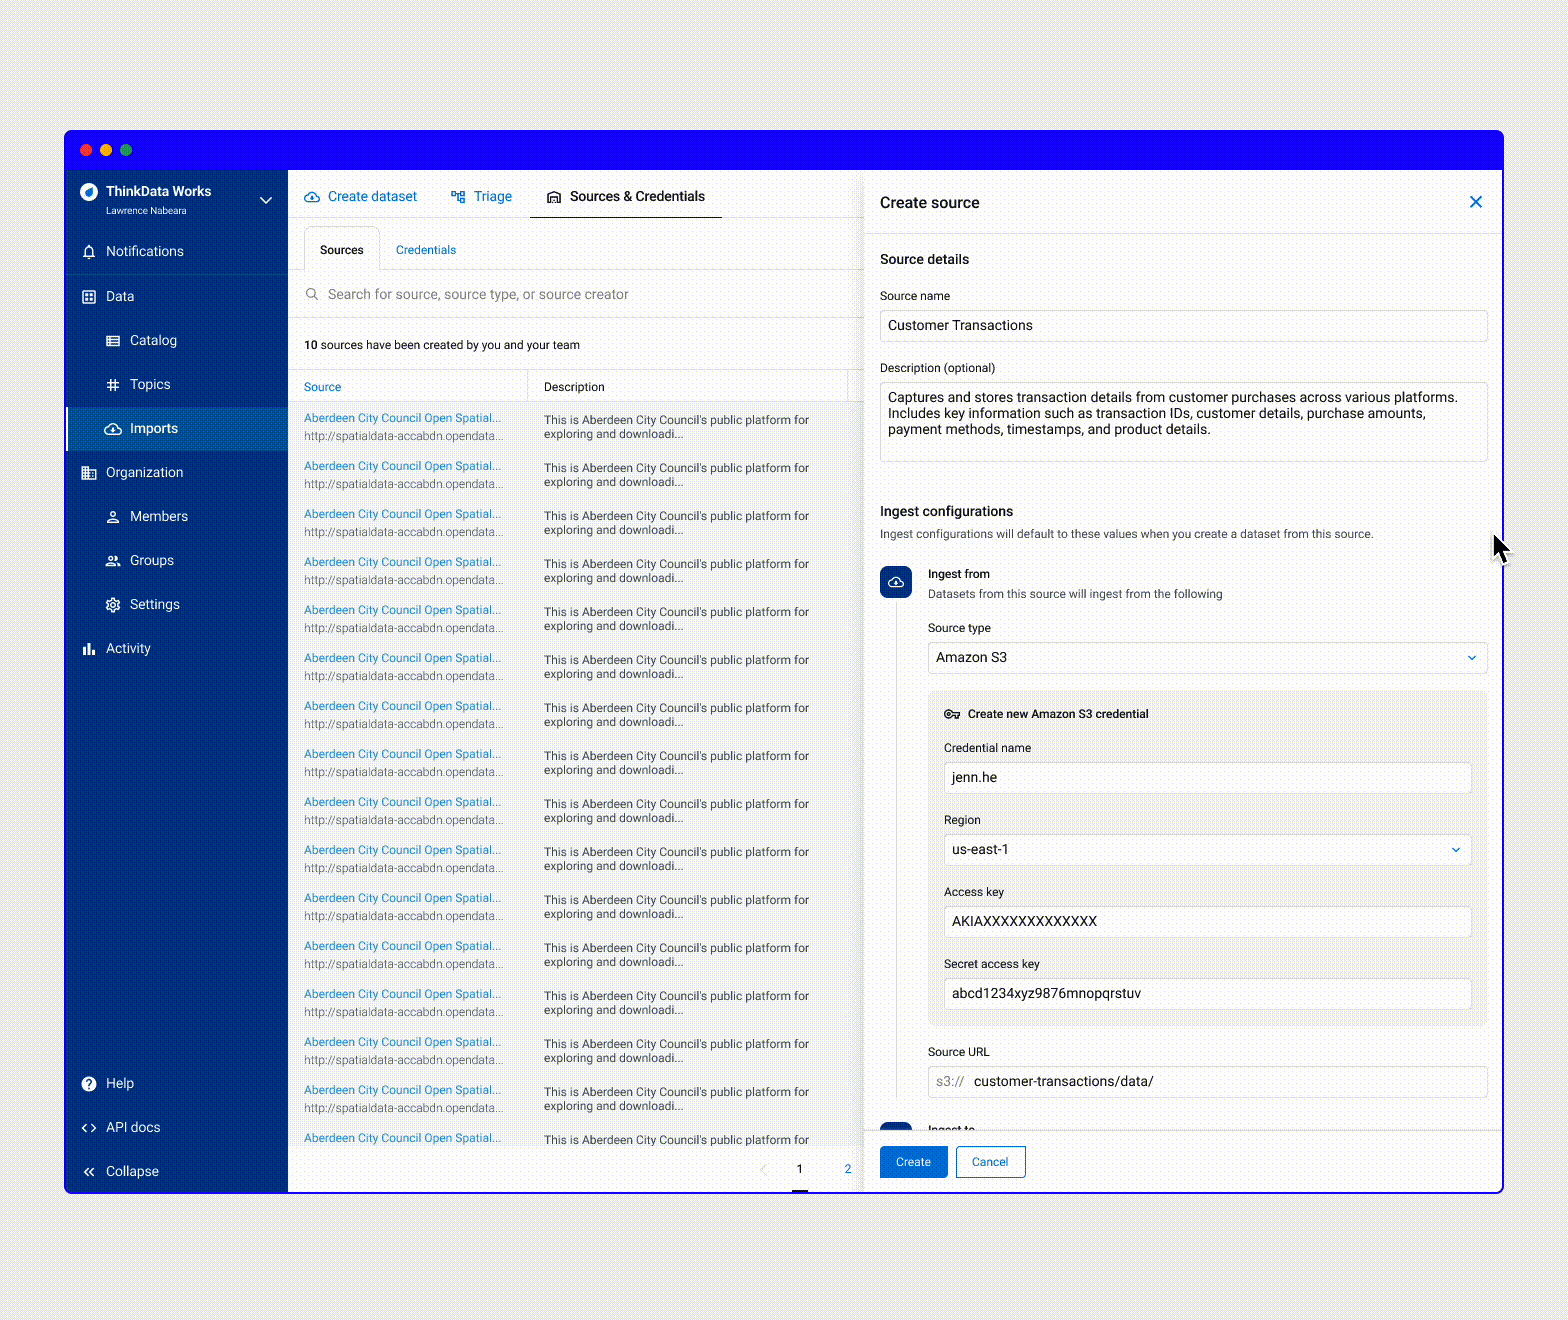 ThinkData Works
Lawrence Nabeara
Notifications
Data
Catalog
Topics
Imports
Organization
Members
Groups
Settings
Activity
Help
API docs
Collapse
Create dataset
Triage
Sources & Credentials
Sources
Credentials
Search for source, source type, or source creator
10 sources have been created by you and your team
Source
Description
Aberdeen City Council Open Spatial...
http://spatialdata-accabdn.opendata...
This is Aberdeen City Council's public platform for
exploring and downloadi...
Aberdeen City Council Open Spatial...
http://spatialdata-accabdn.opendata...
This is Aberdeen City Council's public platform for
exploring and downloadi...
Aberdeen City Council Open Spatial...
http://spatialdata-accabdn.opendata...
This is Aberdeen City Council's public platform for
exploring and downloadi...
Aberdeen City Council Open Spatial...
http://spatialdata-accabdn.opendata...
This is Aberdeen City Council's public platform for
exploring and downloadi...
Aberdeen City Council Open Spatial...
http://spatialdata-accabdn.opendata...
This is Aberdeen City Council's public platform for
exploring and downloadi...
Aberdeen City Council Open Spatial...
http://spatialdata-accabdn.opendata...
This is Aberdeen City Council's public platform for
exploring and downloadi...
Aberdeen City Council Open Spatial...
http://spatialdata-accabdn.opendata...
This is Aberdeen City Council's public platform for
exploring and downloadi...
Aberdeen City Council Open Spatial...
http://spatialdata-accabdn.opendata...
This is Aberdeen City Council's public platform for
exploring and downloadi...
Aberdeen City Council Open Spatial...
http://spatialdata-accabdn.opendata...
This is Aberdeen City Council's public platform for
exploring and downloadi...
Aberdeen City Council Open Spatial...
http://spatialdata-accabdn.opendata...
This is Aberdeen City Council's public platform for
exploring and downloadi...
Aberdeen City Council Open Spatial...
http://spatialdata-accabdn.opendata...
This is Aberdeen City Council's public platform for
exploring and downloadi...
Aberdeen City Council Open Spatial...
http://spatialdata-accabdn.opendata...
This is Aberdeen City Council's public platform for
exploring and downloadi...
Aberdeen City Council Open Spatial...
http://spatialdata-accabdn.opendata...
This is Aberdeen City Council's public platform for
exploring and downloadi...
Aberdeen City Council Open Spatial...
http://spatialdata-accabdn.opendata...
This is Aberdeen City Council's public platform for
exploring and downloadi...
Aberdeen City Council Open Spatial...
http://spatialdata-accabdn.opendata...
This is Aberdeen City Council's public platform for
exploring and downloadi...
Aberdeen City Council Open Spatial...
This is Aberdeen City Council's public platform for
1
2
Create source
Source details
Source name
Customer Transactions
Description (optional)
Captures and stores transaction details from customer purchases across various platforms.
Includes key information such as transaction IDs, customer details, purchase amounts,
payment methods, timestamps, and product details.
Ingest configurations
Ingest configurations will default to these values when you create a dataset from this source.
Ingest from
Datasets from this source will ingest from the following
Source type
Amazon S3
Create new Amazon S3 credential
Credential name
jenn.he
Region
us-east-1
Access key
AKIAXXXXXXXXXXXXX
Secret access key
abcd1234xyz9876mnopqrstuv
Source URL
s3:// customer-transactions/data/
Ingest to
Create
Cancel